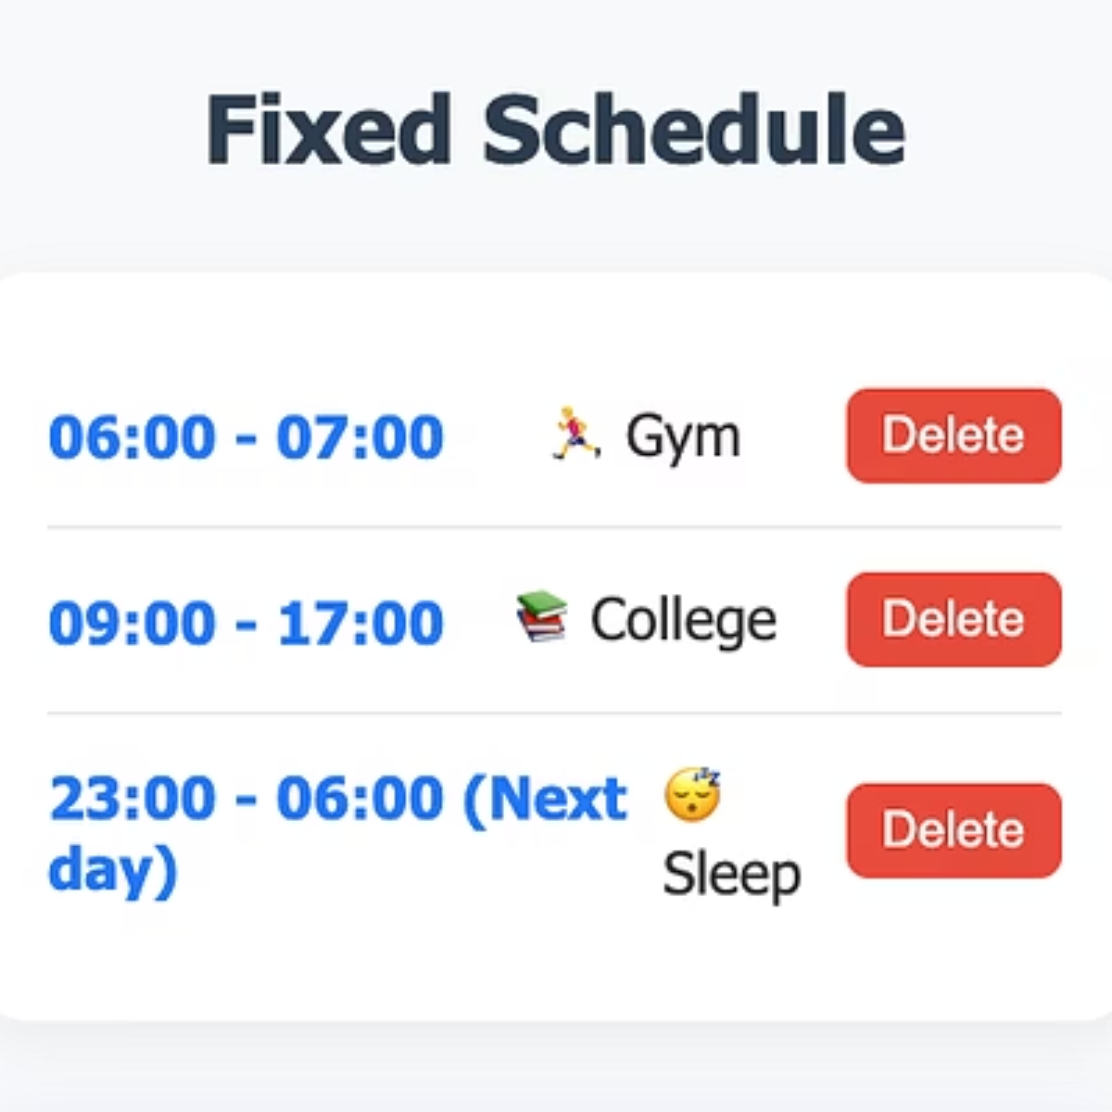 Fixed Schedule
06:00 - 07:00 🏃 Gym Delete
09:00 - 17:00 📚 College Delete
23:00 - 06:00 (Next day) 😴 Sleep Delete